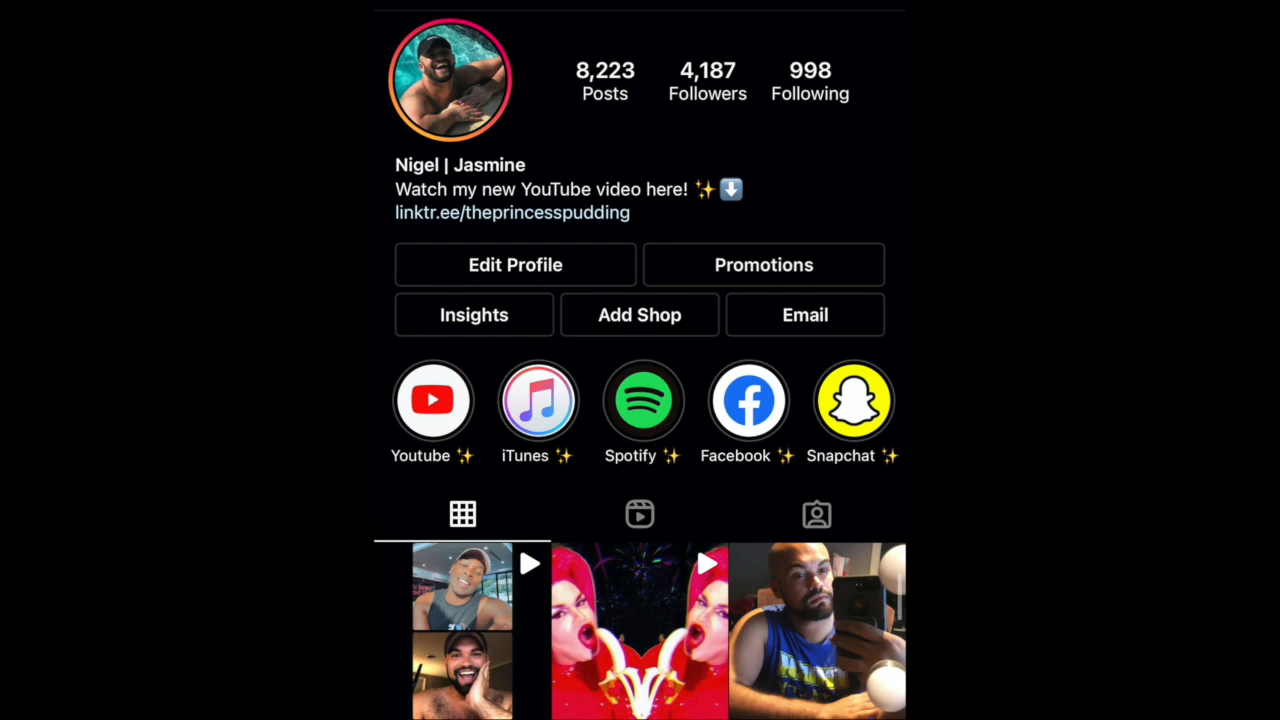 8,223 4,187 998
Posts Followers Following
Nigel | Jasmine
Watch my new YouTube video here! ✨⬇️
linktr.ee/theprincesspudding
Edit Profile Promotions
Insights Add Shop Email
Youtube ✨ iTunes ✨ Spotify ✨ Facebook ✨ Snapchat ✨